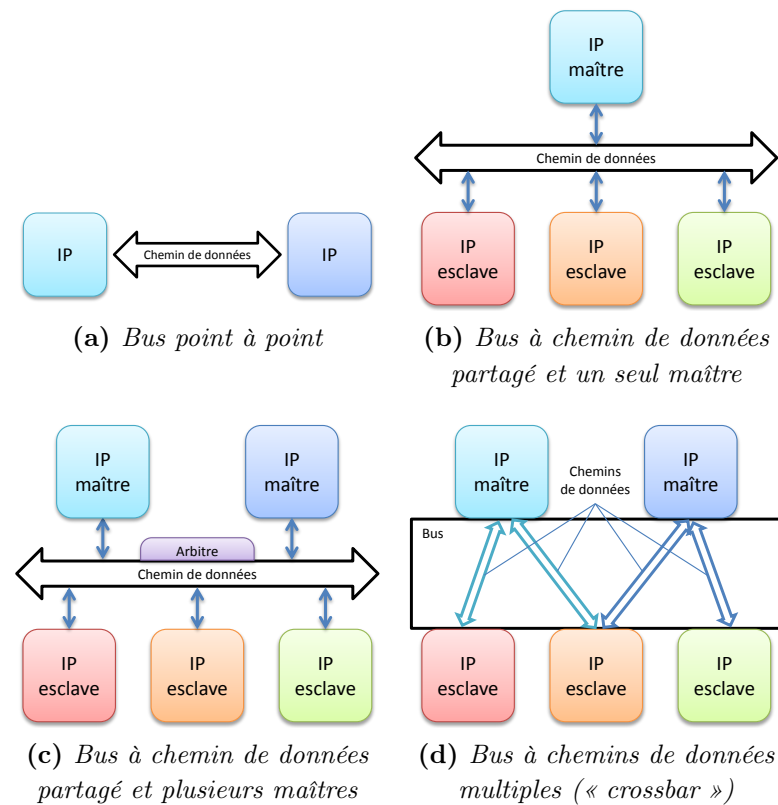 IP
Chemin de données
IP
(a) Bus point à point
IP
maître
Chemin de données
IP
esclave
IP
esclave
IP
esclave
(b) Bus à chemin de données
partagé et un seul maître
IP
maître
IP
maître
Arbitre
Chemin de données
IP
esclave
IP
esclave
IP
esclave
(c) Bus à chemin de données
partagé et plusieurs maîtres
IP
maître
Chemins
de données
IP
maître
Bus
IP
esclave
IP
esclave
IP
esclave
(d) Bus à chemins de données
multiples (« crossbar »)